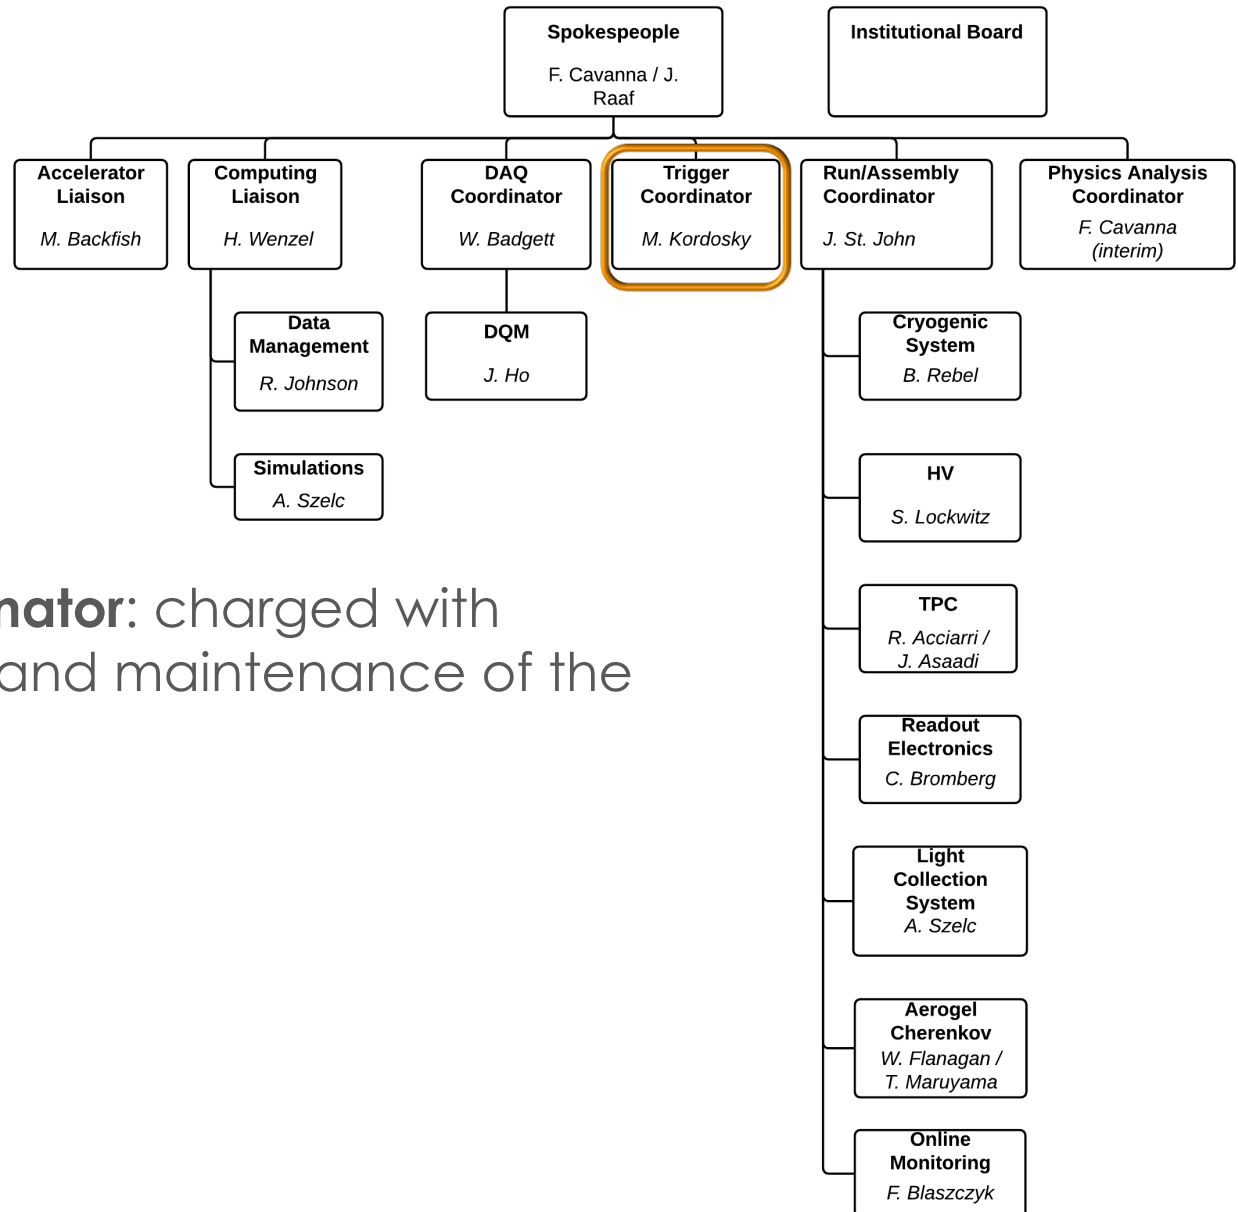 Spokespeople
F. Cavanna / J.
Raaf
Institutional Board
Accelerator
Liaison
M. Backfish
Computing
Liaison
H. Wenzel
DAQ
Coordinator
W. Badgett
Trigger
Coordinator
M. Kordosky
Run/Assembly
Coordinator
J. St. John
Physics Analysis
Coordinator
F. Cavanna
(interim)
Data
Management
R. Johnson
DQM
J. Ho
Cryogenic
System
B. Rebel
Simulations
A. Szelc
HV
S. Lockwitz
nator: charged with
and maintenance of the
TPC
R. Acciarri /
J. Asaadi
Readout
Electronics
C. Bromberg
Light
Collection
System
A. Szelc
Aerogel
Cherenkov
W. Flanagan /
T. Maruyama
Online
Monitoring
F. Blaszczyk